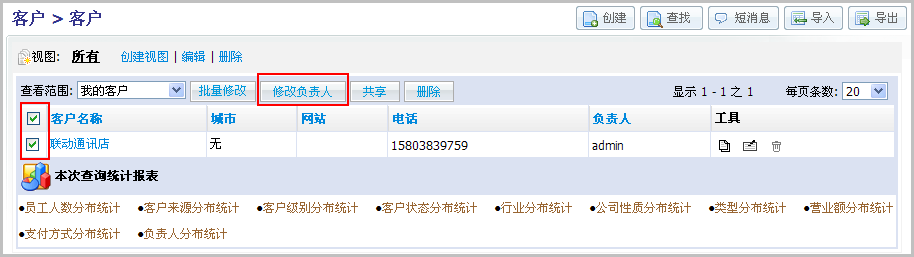 客户 > 客户 创建 查找 短消息 导入 导出
视图: 所有 创建视图 | 编辑 | 删除
查看范围: 我的客户 批量修改 修改负责人 共享 删除 显示 1 - 1 之 1 每页条数: 20
客户名称 城市 网站 电话 负责人 工具
联动通讯店 无 15803839759 admin
本次查询统计报表
●员工人数分布统计 ●客户来源分布统计 ●客户级别分布统计 ●客户状态分布统计 ●行业分布统计 ●公司性质分布统计 ●类型分布统计 ●营业额分布统计
●支付方式分布统计 ●负责人分布统计